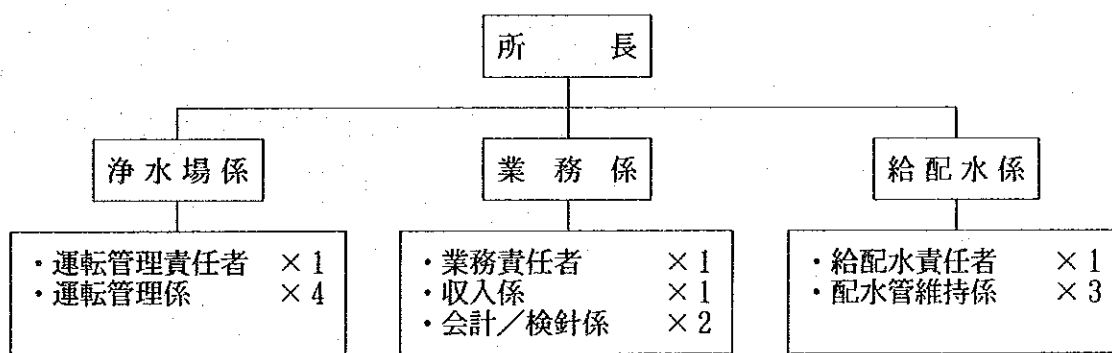 所　　長
浄水場係
業務係
給配水係
・運転管理責任者 ×1
・運転管理係 ×4
・業務責任者 ×1
・収入係 ×1
・会計／検針係 ×2
・給配水責任者 ×1
・配水管維持係 ×3